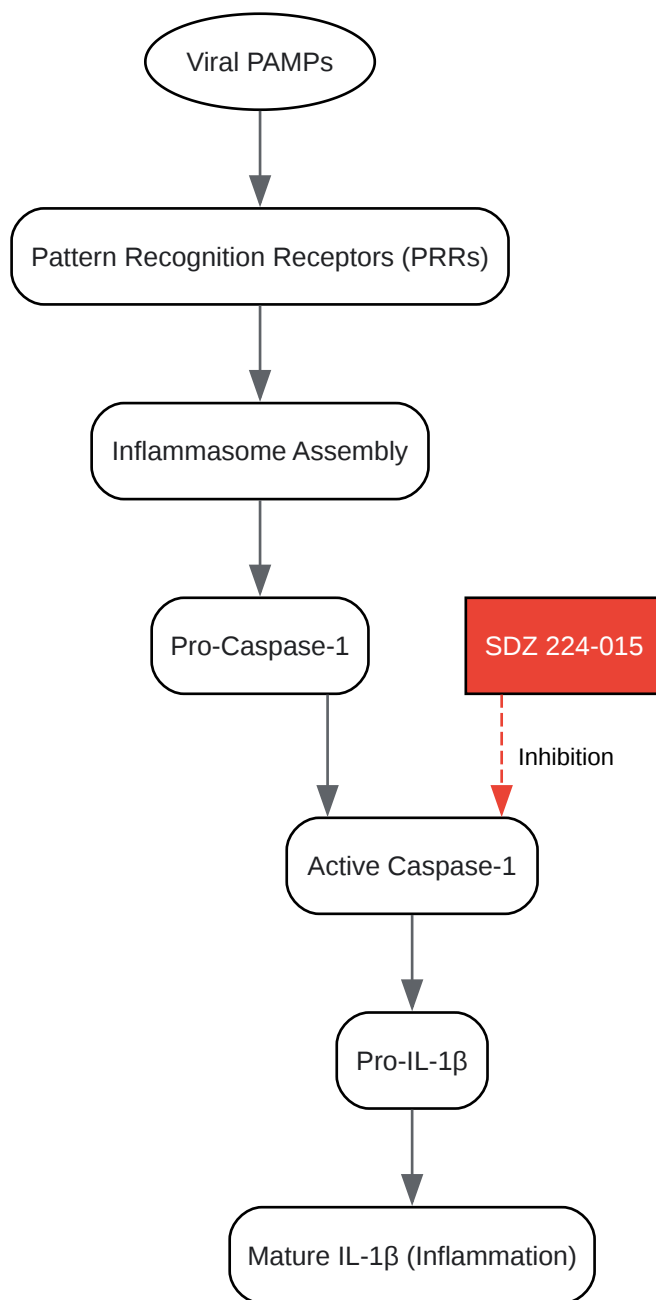 Viral PAMPs
Pattern Recognition Receptors (PRRs)
Inflammasome Assembly
Pro-Caspase-1
SDZ 224-015
Inhibition
Active Caspase-1
Pro-IL-1β
Mature IL-1β (Inflammation)